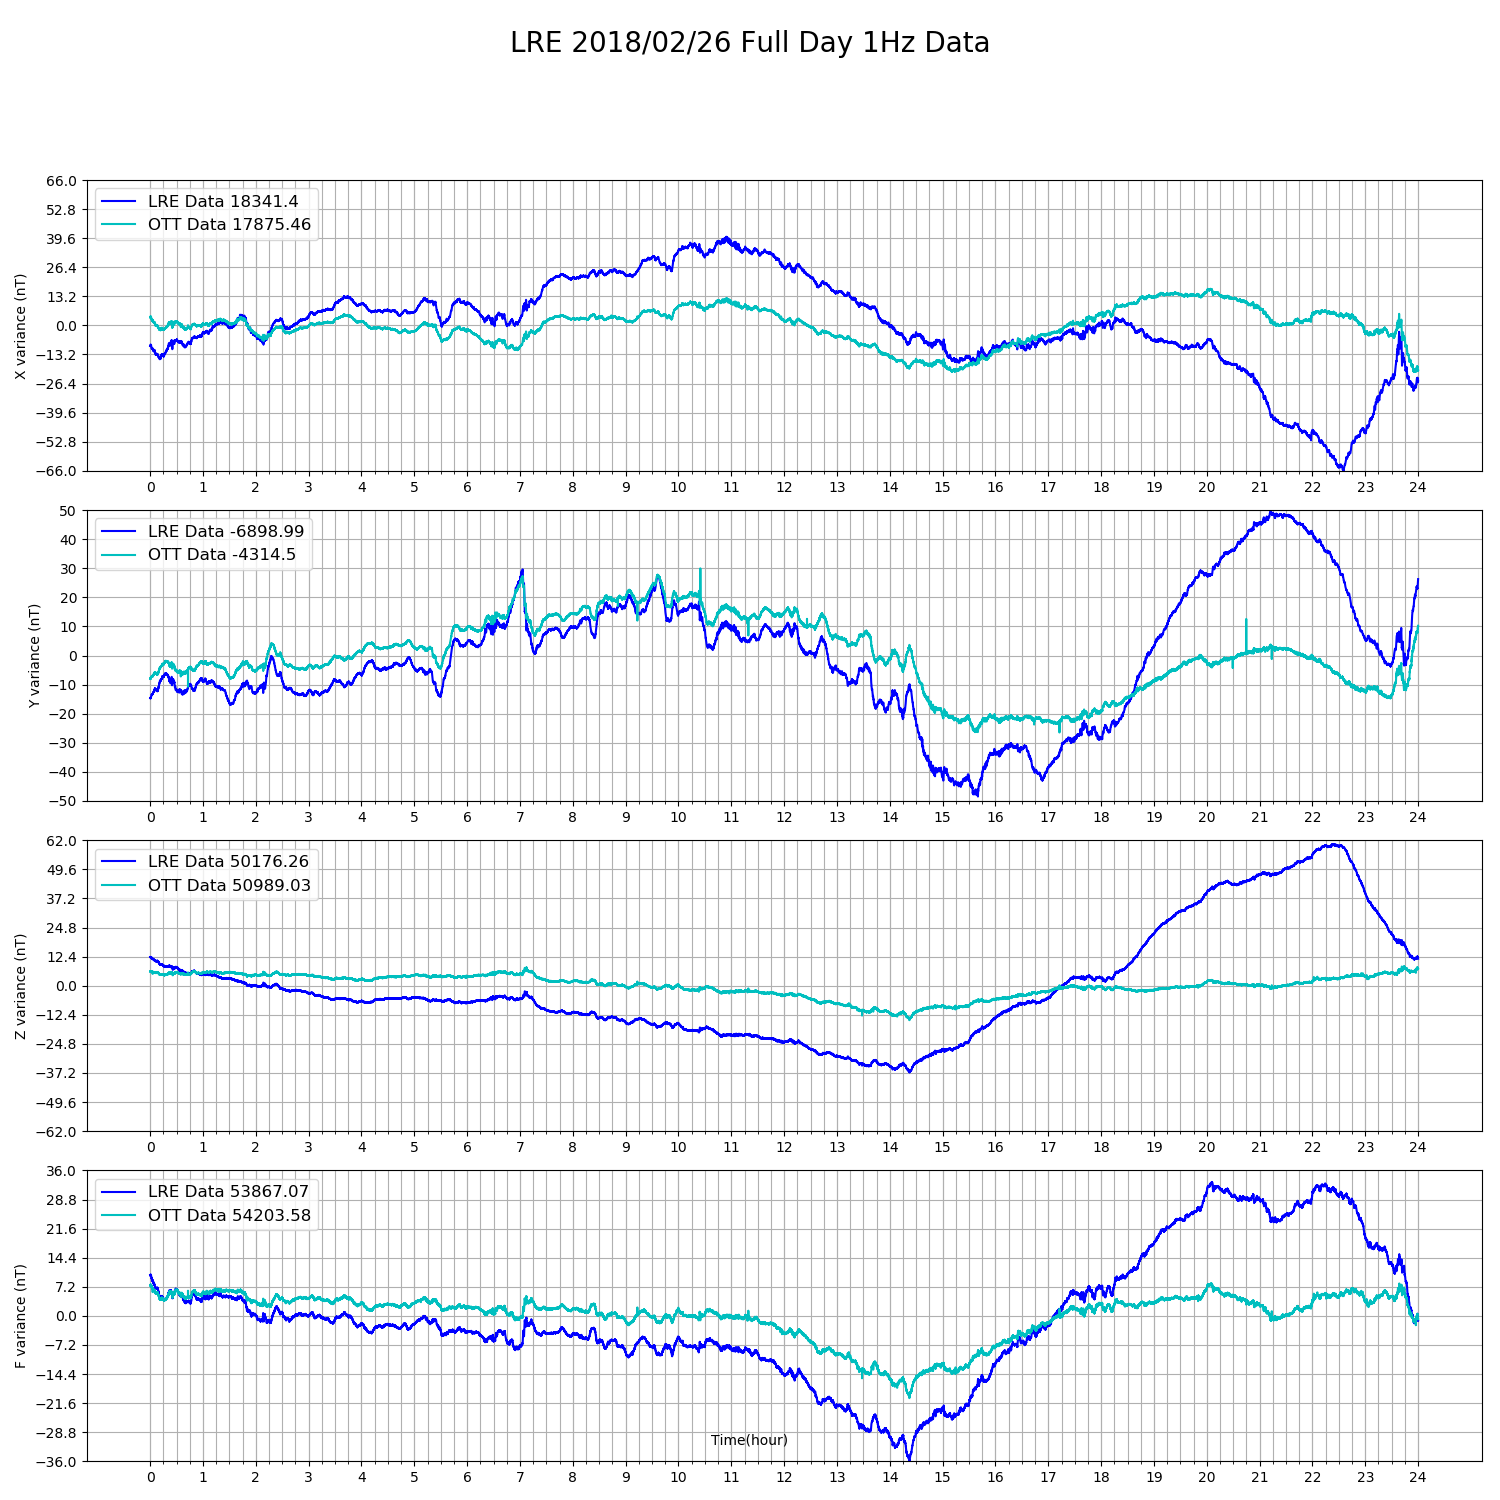 LRE 2018/02/26 Full Day 1Hz Data
66.0
52.8
39.6
26.4
13.2
0.0
−13.2
−26.4
−39.6
−52.8
−66.0
X variance (nT)
LRE Data 18341.4
OTT Data 17875.46
0 1 2 3 4 5 6 7 8 9 10 11 12 13 14 15 16 17 18 19 20 21 22 23 24
50
40
30
20
10
0
−10
−20
−30
−40
−50
Y variance (nT)
LRE Data -6898.99
OTT Data -4314.5
0 1 2 3 4 5 6 7 8 9 10 11 12 13 14 15 16 17 18 19 20 21 22 23 24
62.0
49.6
37.2
24.8
12.4
0.0
−12.4
−24.8
−37.2
−49.6
−62.0
Z variance (nT)
LRE Data 50176.26
OTT Data 50989.03
0 1 2 3 4 5 6 7 8 9 10 11 12 13 14 15 16 17 18 19 20 21 22 23 24
36.0
28.8
21.6
14.4
7.2
0.0
−7.2
−14.4
−21.6
−28.8
−36.0
F variance (nT)
LRE Data 53867.07
OTT Data 54203.58
Time(hour)
0 1 2 3 4 5 6 7 8 9 10 11 12 13 14 15 16 17 18 19 20 21 22 23 24